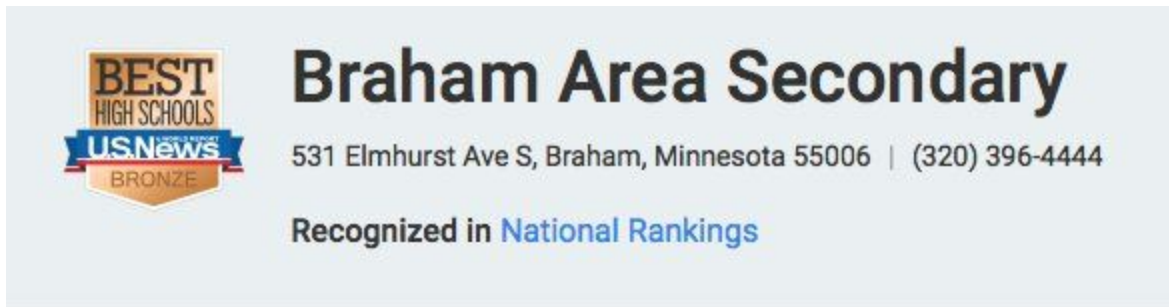 BEST
HIGH SCHOOLS
U.S.News
& WORLD REPORT
BRONZE
Braham Area Secondary
531 Elmhurst Ave S, Braham, Minnesota 55006 | (320) 396-4444
Recognized in National Rankings